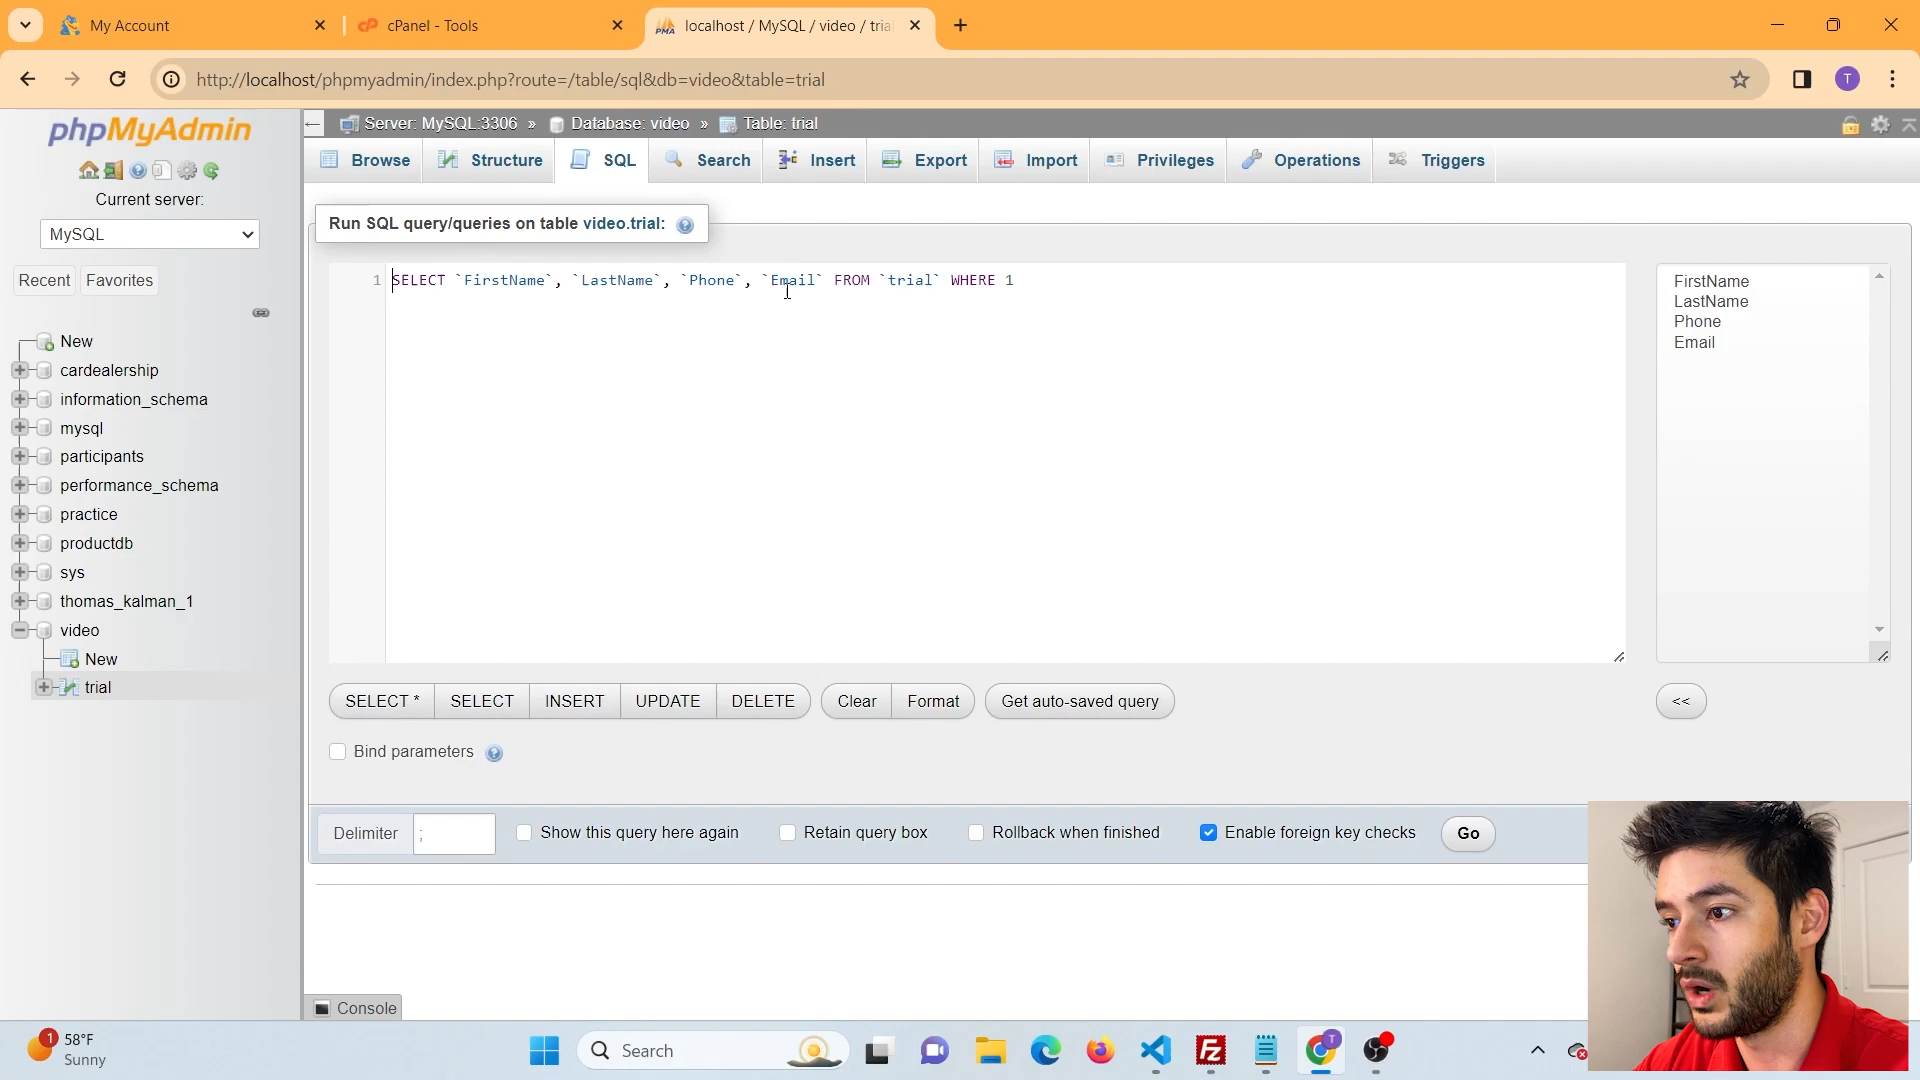 My Account
cPanel - Tools
localhost / MySQL / video / tria
http://localhost/phpmyadmin/index.php?route=/table/sql&db=video&table=trial
T
phpMyAdmin
Current server:
MySQL
Recent
Favorites
New
cardealership
information_schema
mysql
participants
performance_schema
practice
productdb
sys
thomas_kalman_1
video
New
trial
Server: MySQL:3306 » Database: video » Table: trial
Browse
Structure
SQL
Search
Insert
Export
Import
Privileges
Operations
Triggers
Run SQL query/queries on table video.trial:
1
SELECT `FirstName`, `LastName`, `Phone`, `Email` FROM `trial` WHERE 1
FirstName
LastName
Phone
Email
SELECT *
SELECT
INSERT
UPDATE
DELETE
Clear
Format
Get auto-saved query
<<
Bind parameters
Delimiter
;
Show this query here again
Retain query box
Rollback when finished
Enable foreign key checks
Go
Console
1
58°F
Sunny
Search